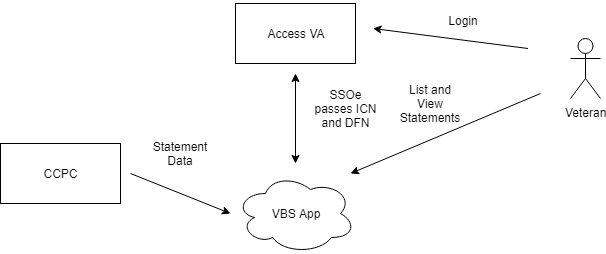 Access VA
Login
SSOe
passes ICN
and DFN
List and
View
Statements
Veteran
Statement
Data
CCPC
VBS App